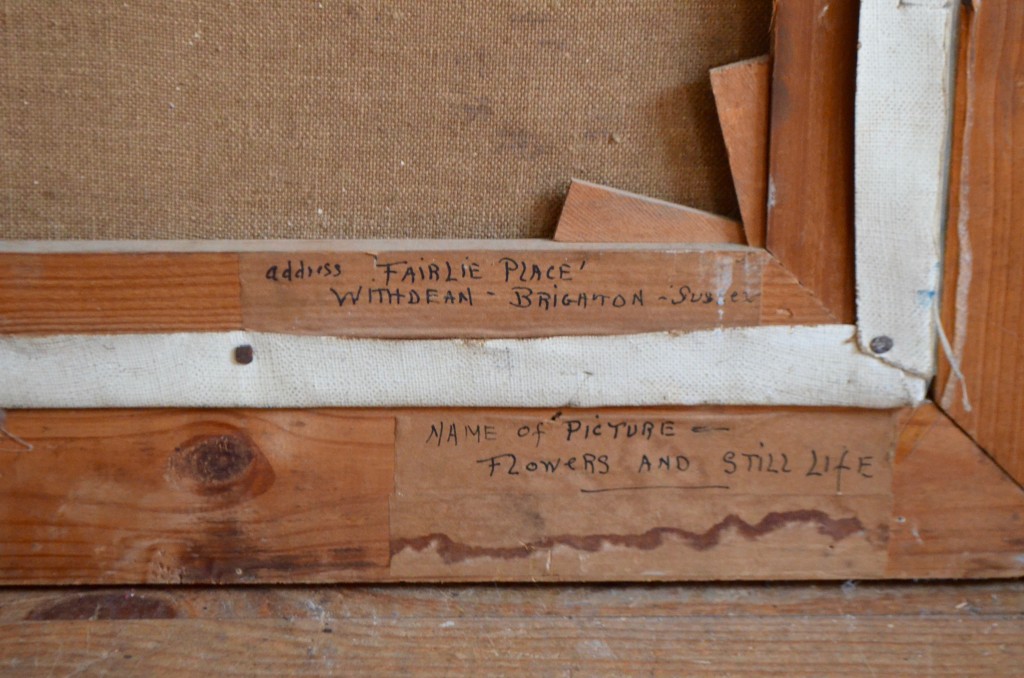 address 'FAIRLIE PLACE'
WITHDEAN - BRIGHTON - Sussex
NAME of PICTURE -
FLOWERS AND STILL LIFE